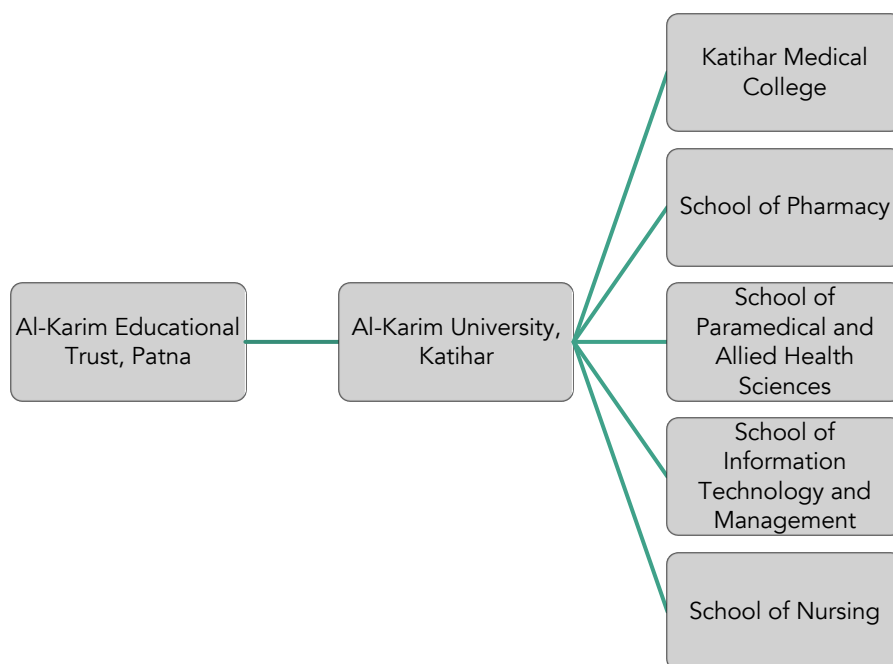 Al-Karim Educational
Trust, Patna
Al-Karim University,
Katihar
Katihar Medical
College
School of Pharmacy
School of
Paramedical and
Allied Health
Sciences
School of
Information
Technology and
Management
School of Nursing